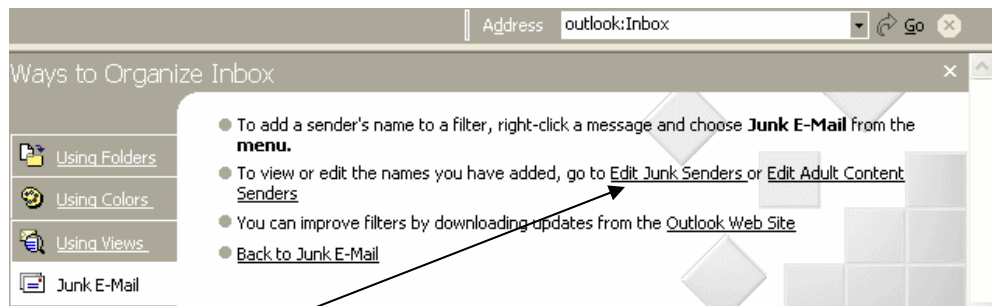 Address outlook:Inbox Go
Ways to Organize Inbox
To add a sender's name to a filter, right-click a message and choose Junk E-Mail from the
menu.
Using Folders
To view or edit the names you have added, go to Edit Junk Senders or Edit Adult Content
Senders
Using Colors
You can improve filters by downloading updates from the Outlook Web Site
Using Views
Back to Junk E-Mail
Junk E-Mail